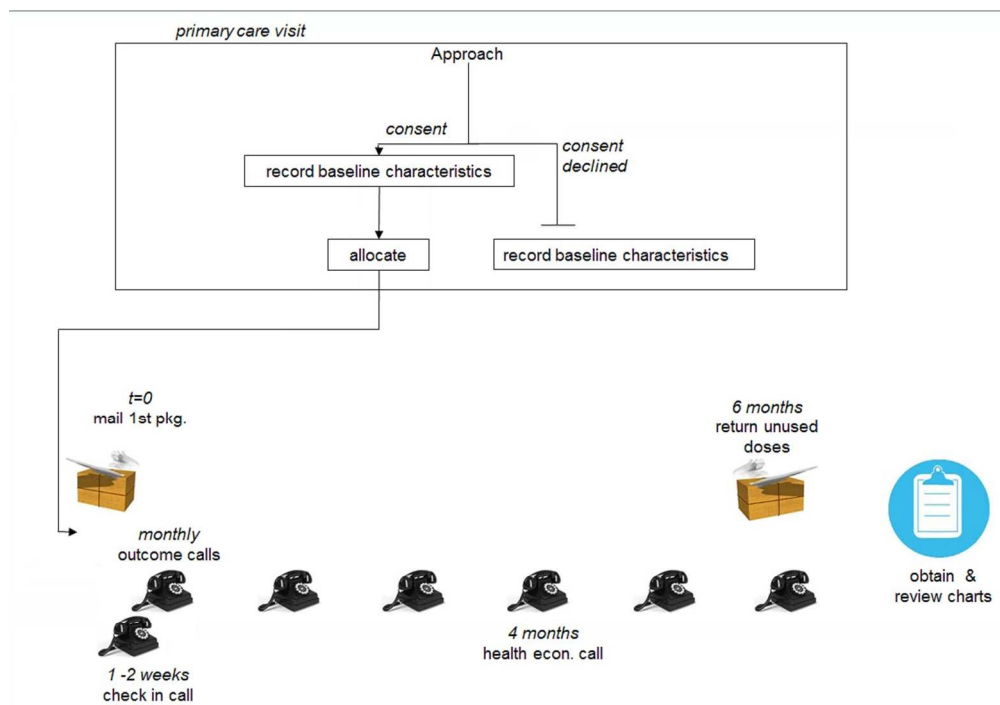 primary care visit
Approach
consent
consent
declined
record baseline characteristics
allocate
record baseline characteristics
t=0
mail 1st pkg.
6 months
return unused
doses
monthly
outcome calls
obtain &
review charts
4 months
health econ. call
1 -2 weeks
check in call